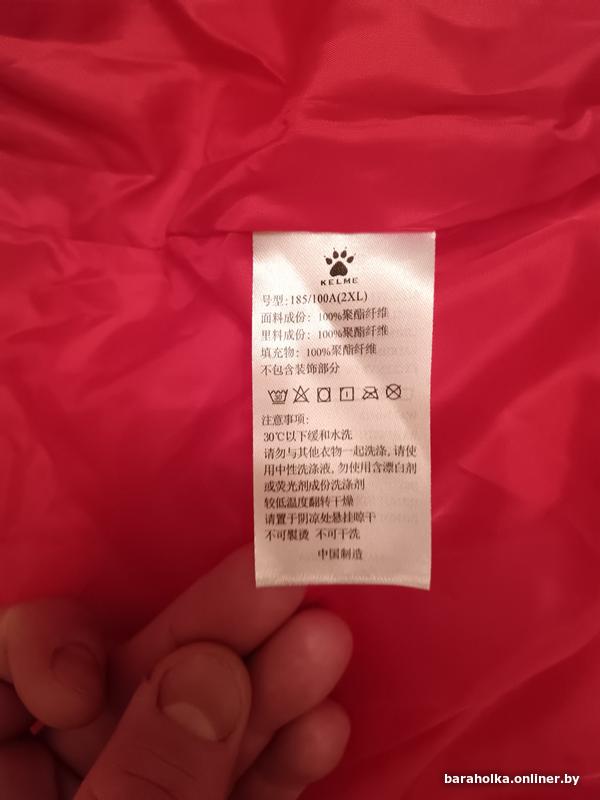 KELME
号型:185/100A(2XL)
面料成份: 100%聚酯纤维
里料成份: 100%聚酯纤维
填充物: 100%聚酯纤维
不包含装饰部分
注意事项:
30℃以下缓和水洗
请勿与其他衣物一起洗涤, 请使
用中性洗涤液, 勿使用含漂白剂
或荧光剂成份洗涤剂
较低温度翻转干燥
请置于阴凉处悬挂晾干
不可熨烫 不可干洗
中国制造
baraholka.onliner.by